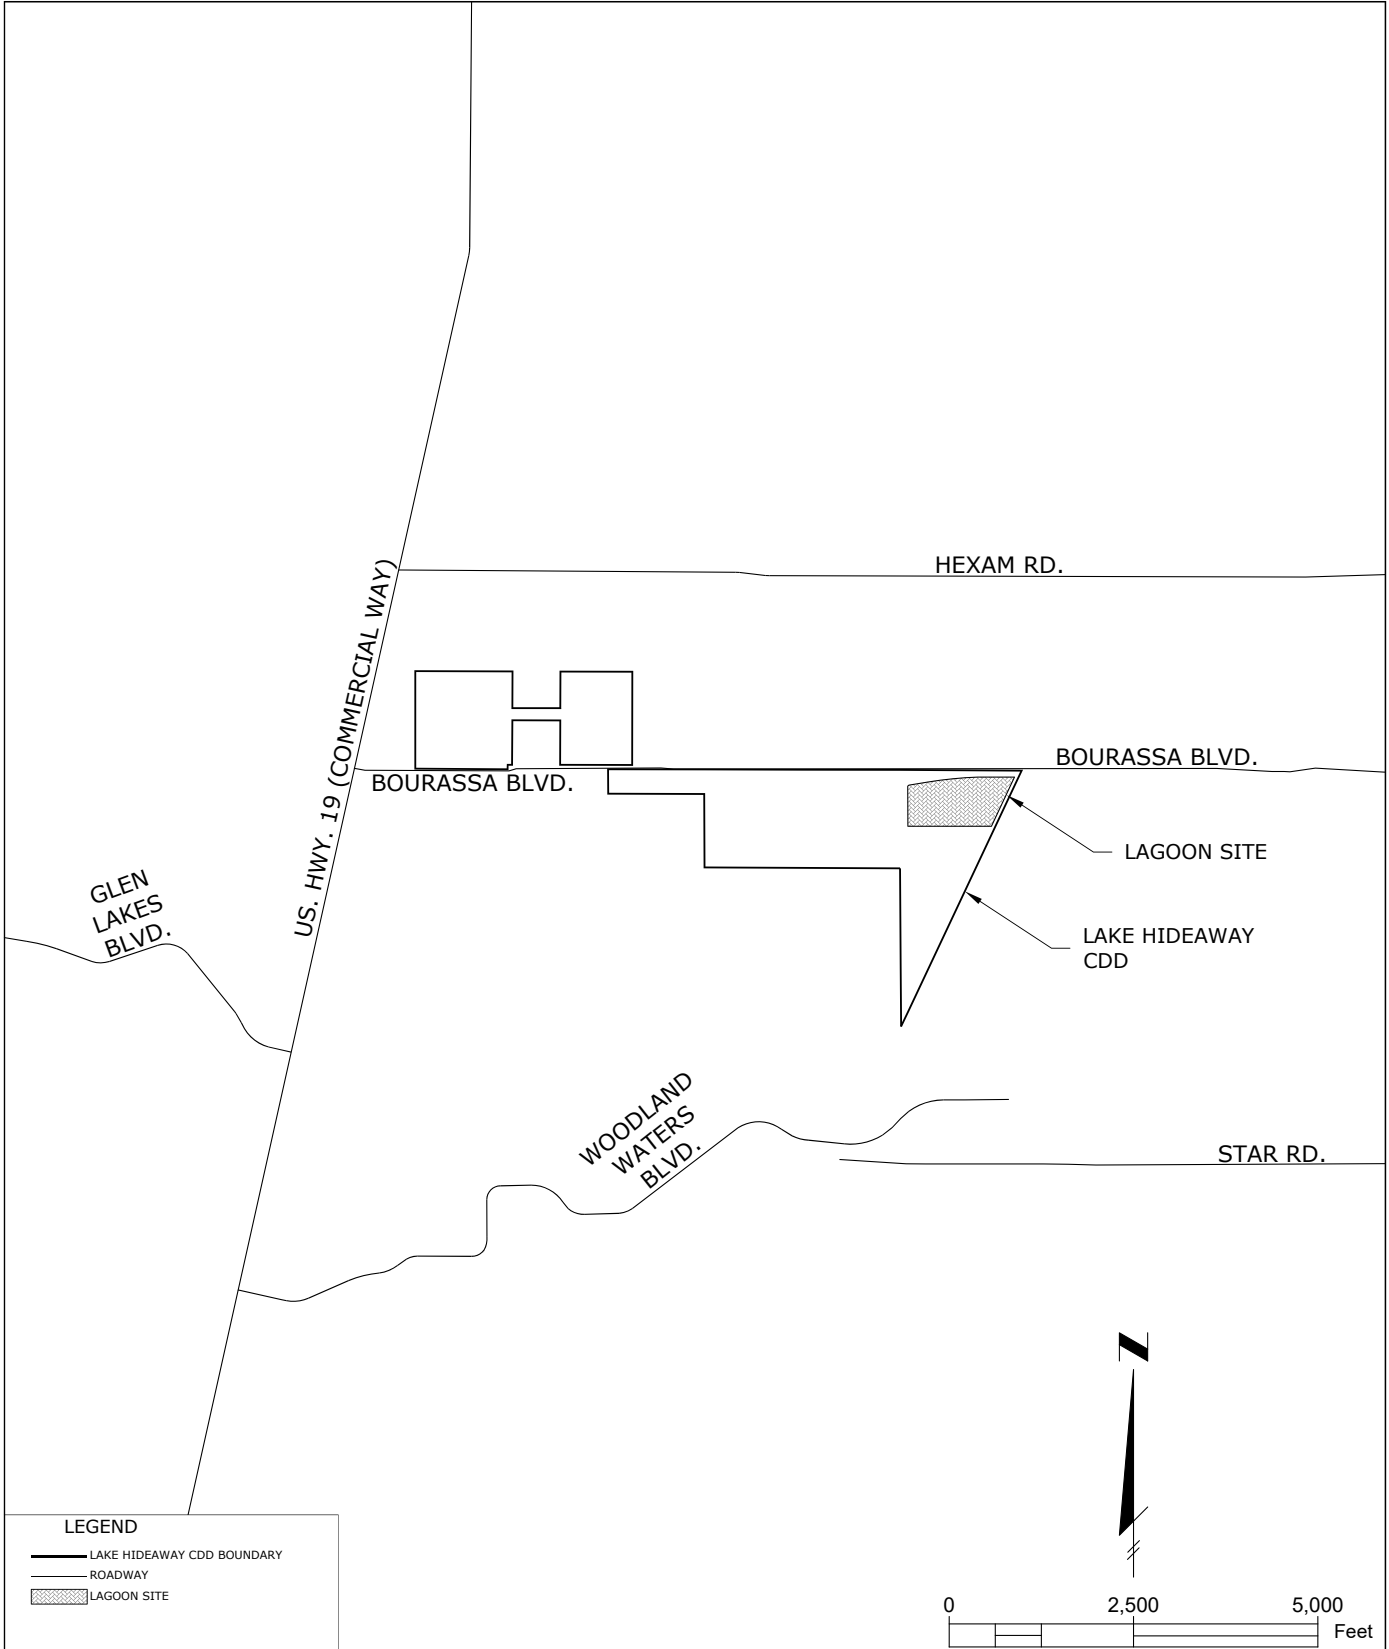 HEXAM RD.
US. HWY. 19 (COMMERCIAL WAY)
BOURASSA BLVD.
BOURASSA BLVD.
LAGOON SITE
GLEN
LAKES
BLVD.
LAKE HIDEAWAY
CDD
WOODLAND
WATERS
BLVD.
STAR RD.
N
LEGEND
LAKE HIDEAWAY CDD BOUNDARY
ROADWAY
LAGOON SITE
0 2,500 5,000
Feet